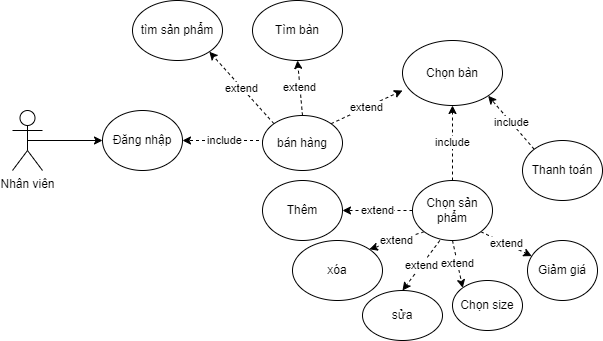 tìm sản phẩm
Tìm bàn
Chọn bàn
extend
extend
extend
Nhân viên
Đăng nhập
include
bán hàng
include
include
Thanh toán
Thêm
extend
Chọn sản
phẩm
extend
xóa
extend
extend
extend
Giảm giá
sửa
Chọn size